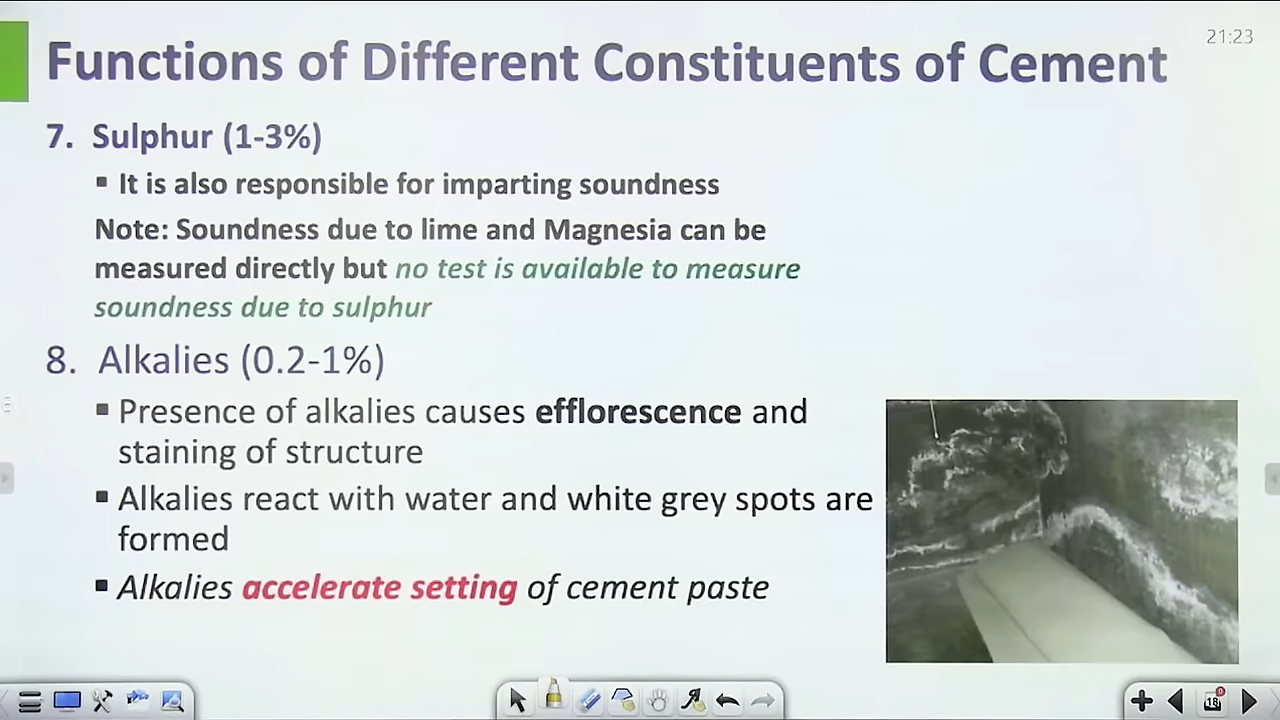 21:23
Functions of Different Constituents of Cement
7. Sulphur (1-3%)
▪ It is also responsible for imparting soundness
Note: Soundness due to lime and Magnesia can be
measured directly but no test is available to measure
soundness due to sulphur
8. Alkalies (0.2-1%)
▪ Presence of alkalies causes efflorescence and
staining of structure
▪ Alkalies react with water and white grey spots are
formed
▪ Alkalies accelerate setting of cement paste
18